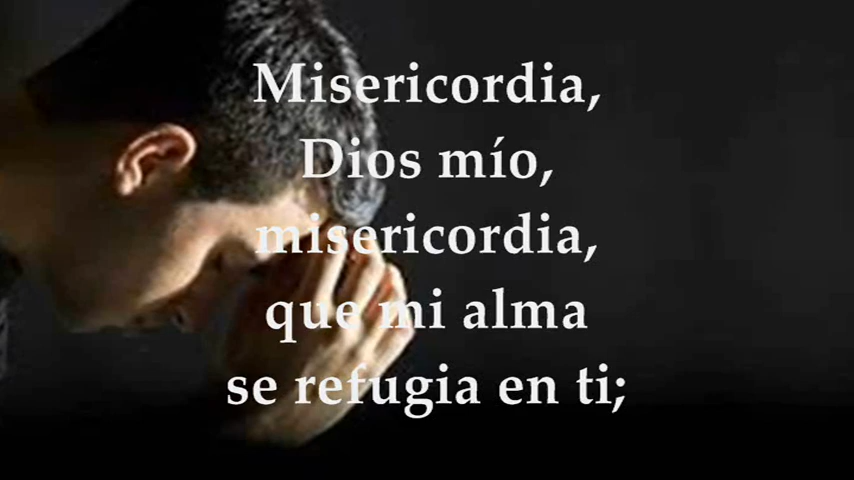 Misericordia,
Dios mío,
misericordia,
que mi alma
se refugia en ti;